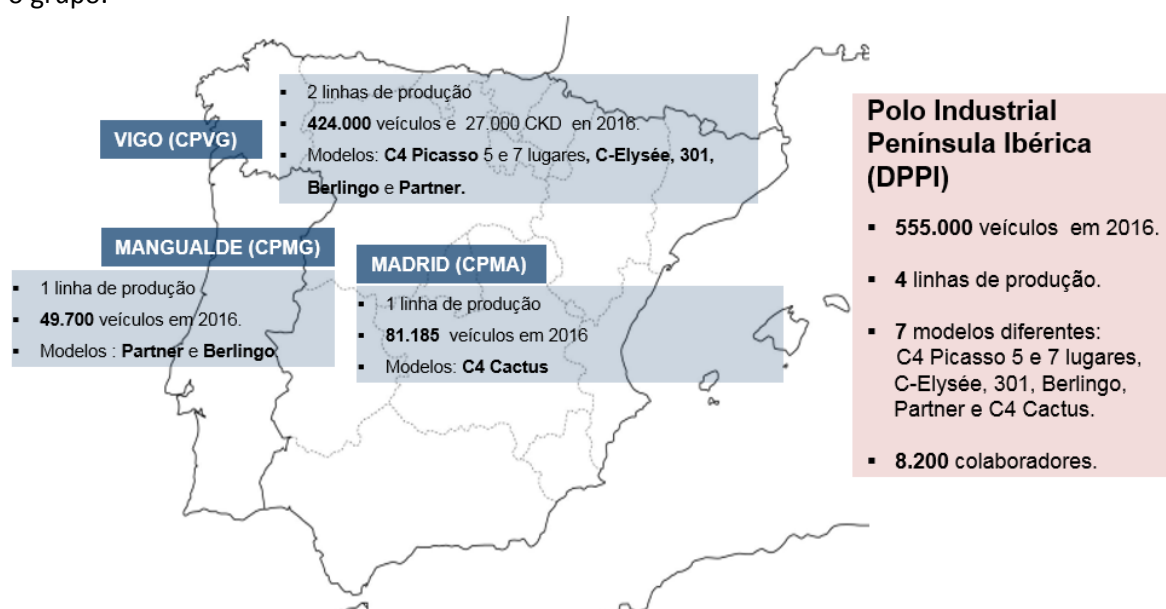 o grupo.
VIGO (CPVG)
▪ 2 linhas de produção
▪ 424.000 veículos e 27.000 CKD en 2016.
▪ Modelos: C4 Picasso 5 e 7 lugares, C-Elysée, 301,
Berlingo e Partner.
MANGUALDE (CPMG)
▪ 1 linha de produção
▪ 49.700 veículos em 2016.
▪ Modelos : Partner e Berlingo
MADRID (CPMA)
▪ 1 linha de produção
▪ 81.185 veículos em 2016
▪ Modelos: C4 Cactus
Polo Industrial
Península Ibérica
(DPPI)
▪ 555.000 veículos em 2016.
▪ 4 linhas de produção.
▪ 7 modelos diferentes:
C4 Picasso 5 e 7 lugares,
C-Elysée, 301, Berlingo,
Partner e C4 Cactus.
▪ 8.200 colaboradores.